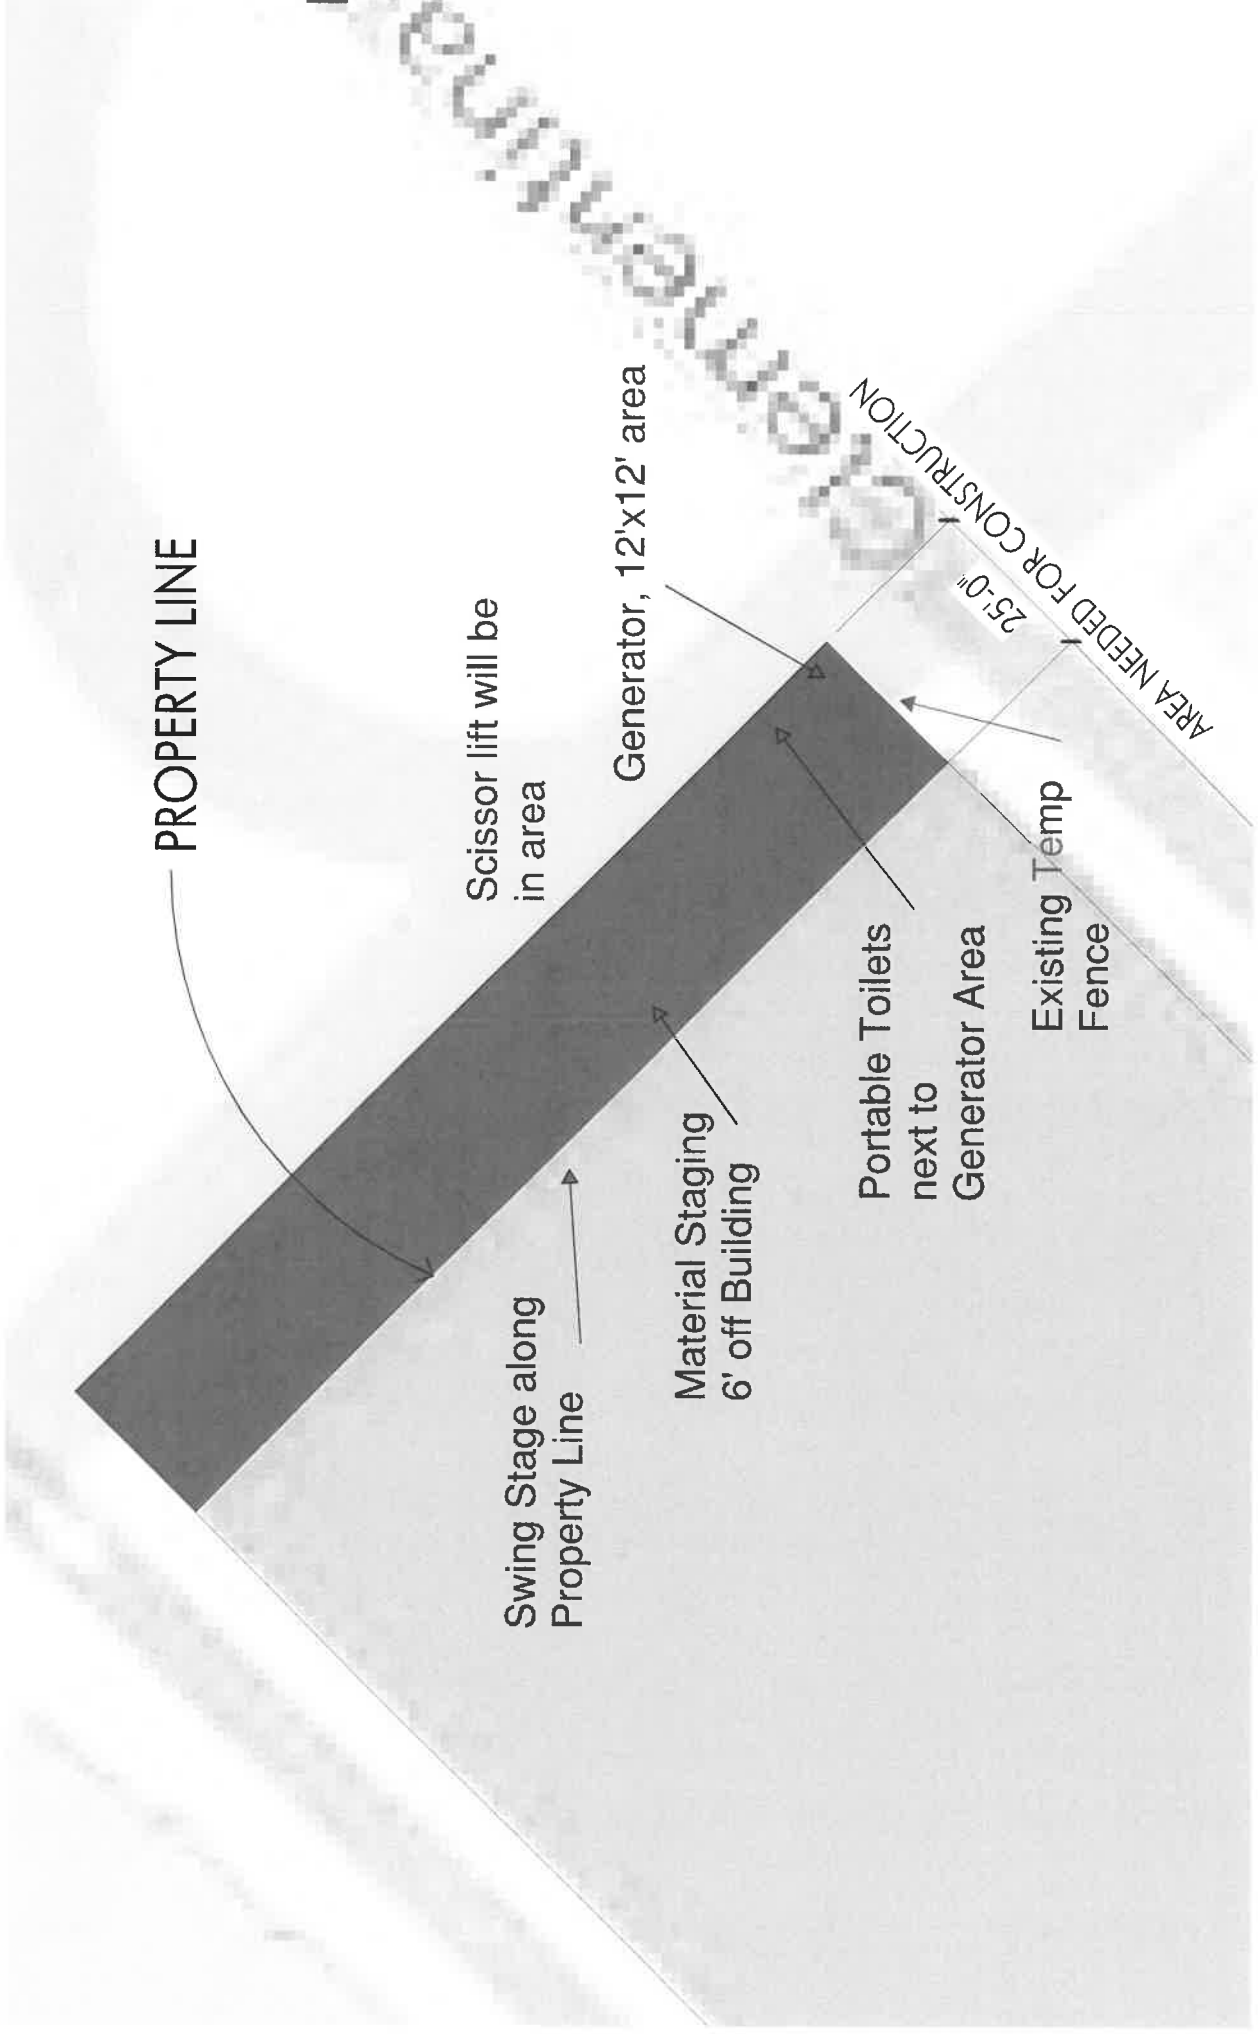 PROPERTY LINE
Scissor lift will be
in area
Generator, 12'x12' area
Swing Stage along
Property Line
Material Staging
6' off Building
Portable Toilets
next to
Generator Area
Existing Temp
Fence
25'-0"
AREA NEEDED FOR CONSTRUCTION
Clementine